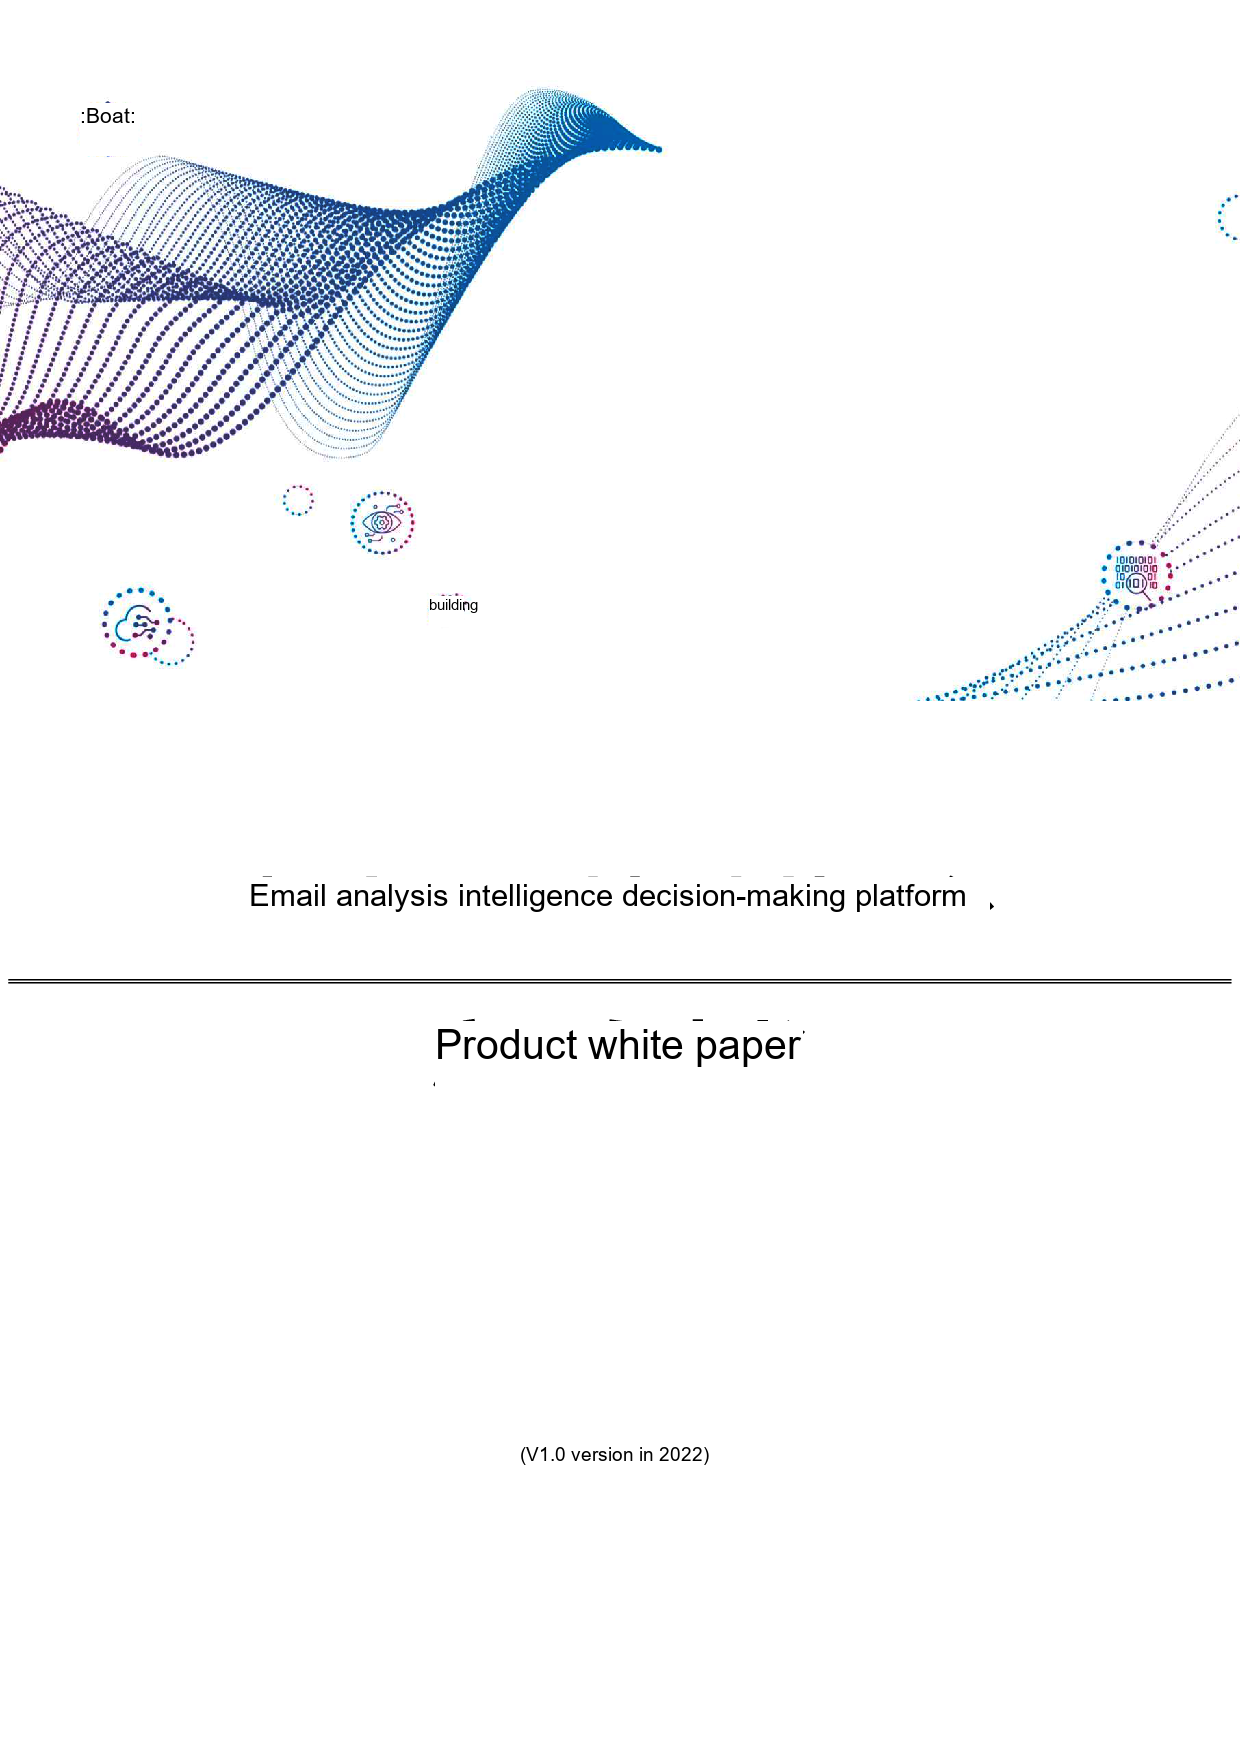 :Boat:
building
Email analysis intelligence decision-making platform
Product white paper
(V1.0 version in 2022)